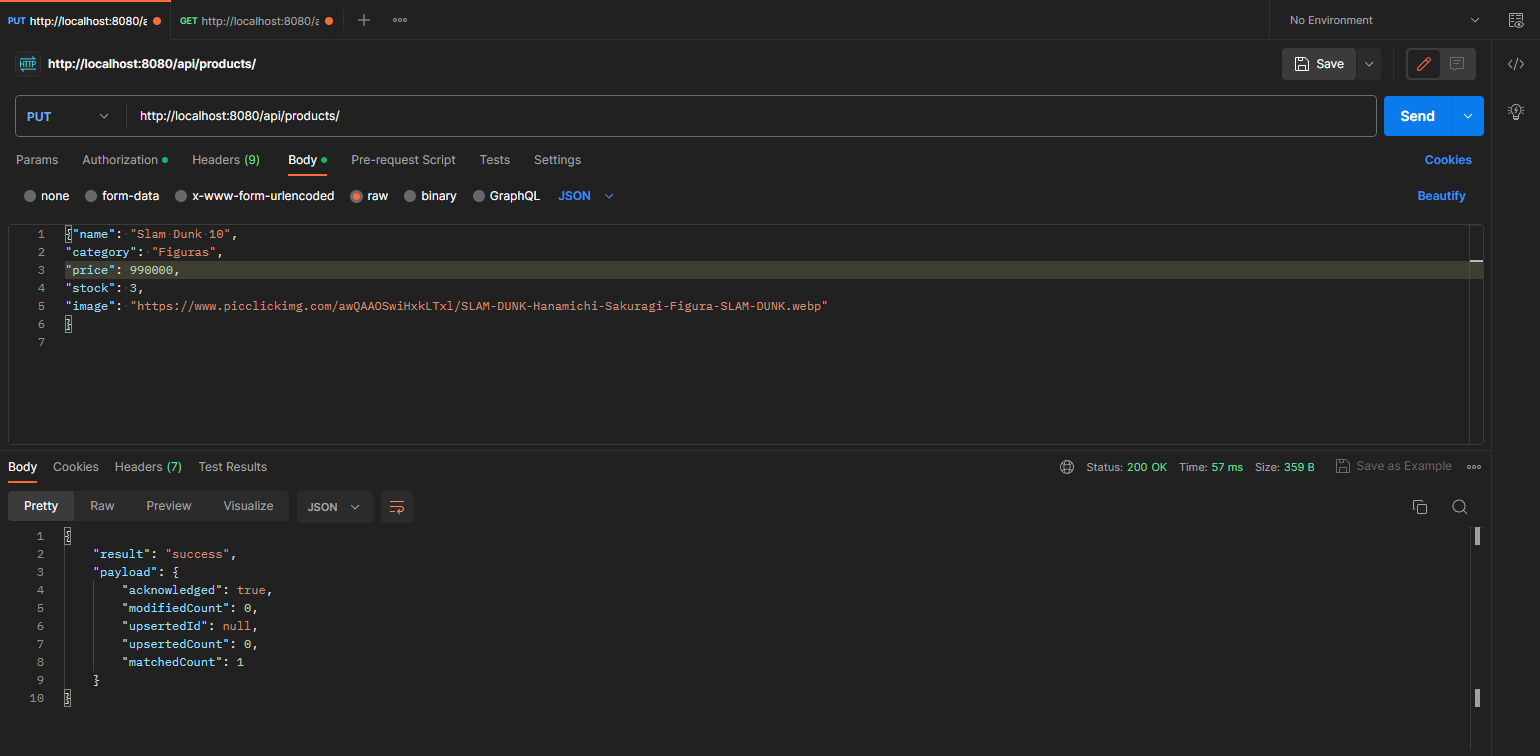 PUT http://localhost:8080/a GET http://localhost:8080/a No Environment
HTTP http://localhost:8080/api/products/ Save
PUT http://localhost:8080/api/products/ Send
Params Authorization Headers (9) Body Pre-request Script Tests Settings Cookies
none form-data x-www-form-urlencoded raw binary GraphQL JSON Beautify
1 {"name": "Slam Dunk 10",
2 "category": "Figuras",
3 "price": 990000,
4 "stock": 3,
5 "image": "https://www.picclickimg.com/awQAAOSwiHxkLTxl/SLAM-DUNK-Hanamichi-Sakuragi-Figura-SLAM-DUNK.webp"
6 }
7
Body Cookies Headers (7) Test Results Status: 200 OK Time: 57 ms Size: 359 B Save as Example
Pretty Raw Preview Visualize JSON
1 {
2 "result": "success",
3 "payload": {
4 "acknowledged": true,
5 "modifiedCount": 0,
6 "upsertedId": null,
7 "upsertedCount": 0,
8 "matchedCount": 1
9 }
10 }